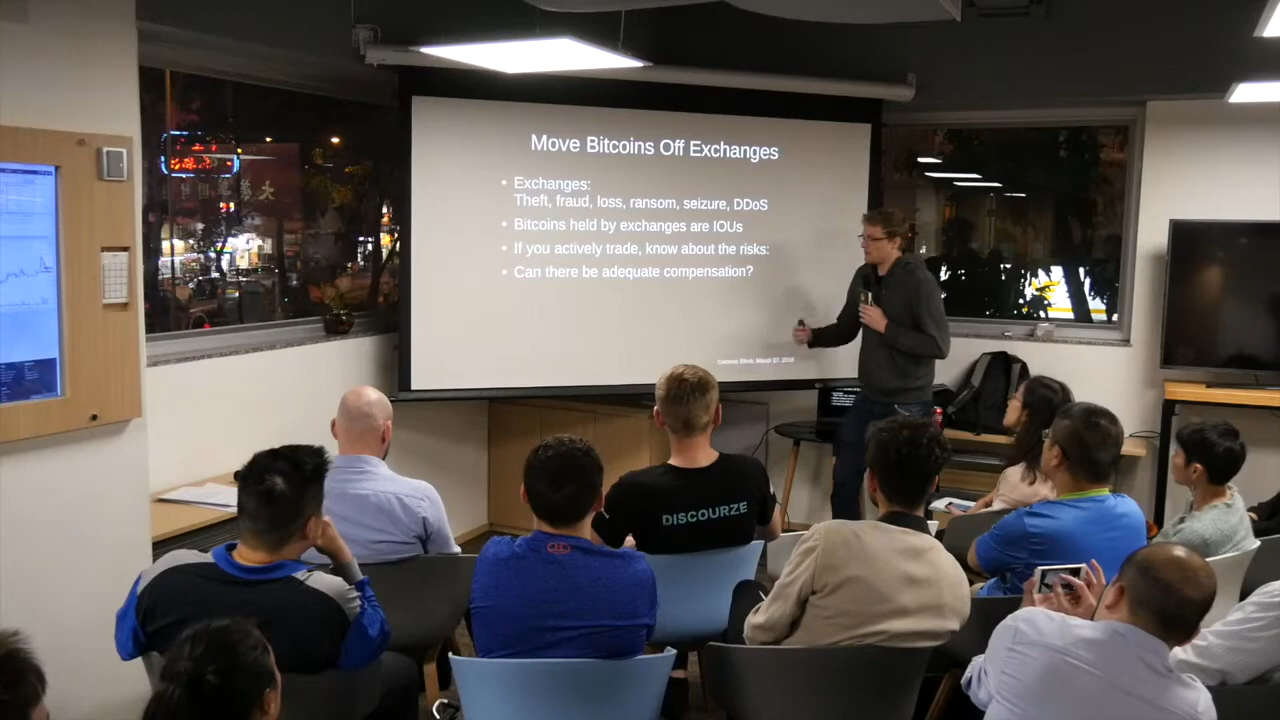 Move Bitcoins Off Exchanges
• Exchanges:
Theft, fraud, loss, ransom, seizure, DDoS
• Bitcoins held by exchanges are IOUs
• If you actively trade, know about the risks:
• Can there be adequate compensation?
DISCOURZE